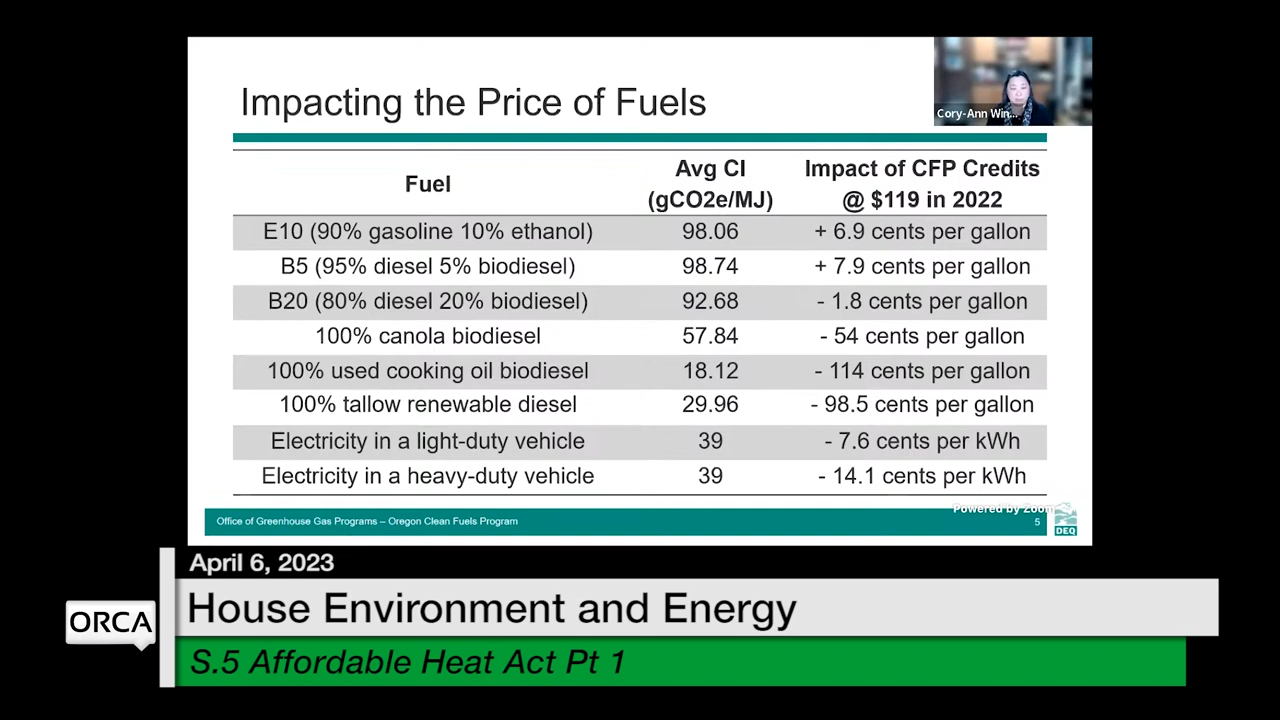 Impacting the Price of Fuels
Cory-Ann Win...
Fuel
Avg CI
(gCO2e/MJ)
Impact of CFP Credits
@ $119 in 2022
E10 (90% gasoline 10% ethanol) 98.06 + 6.9 cents per gallon
B5 (95% diesel 5% biodiesel) 98.74 + 7.9 cents per gallon
B20 (80% diesel 20% biodiesel) 92.68 - 1.8 cents per gallon
100% canola biodiesel 57.84 - 54 cents per gallon
100% used cooking oil biodiesel 18.12 - 114 cents per gallon
100% tallow renewable diesel 29.96 - 98.5 cents per gallon
Electricity in a light-duty vehicle 39 - 7.6 cents per kWh
Electricity in a heavy-duty vehicle 39 - 14.1 cents per kWh
Powered by Zoom
Office of Greenhouse Gas Programs – Oregon Clean Fuels Program 5
DEQ
April 6, 2023
ORCA
House Environment and Energy
S.5 Affordable Heat Act Pt 1